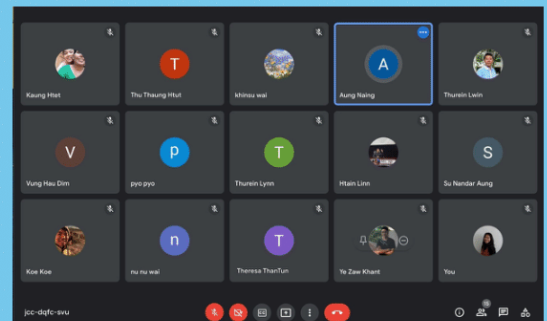 Kaung Htet
T
Thu Thaung Htut
khinsu wai
A
Aung Naing
Thurein Lwin
V
Vung Hau Dim
p
pyo pyo
T
Thurein Lynn
Htain Linn
S
Su Nandar Aung
Koe Koe
n
nu nu wai
T
Theresa ThanTun
Ye Zaw Khant
You
jcc-dqfc-svu
15